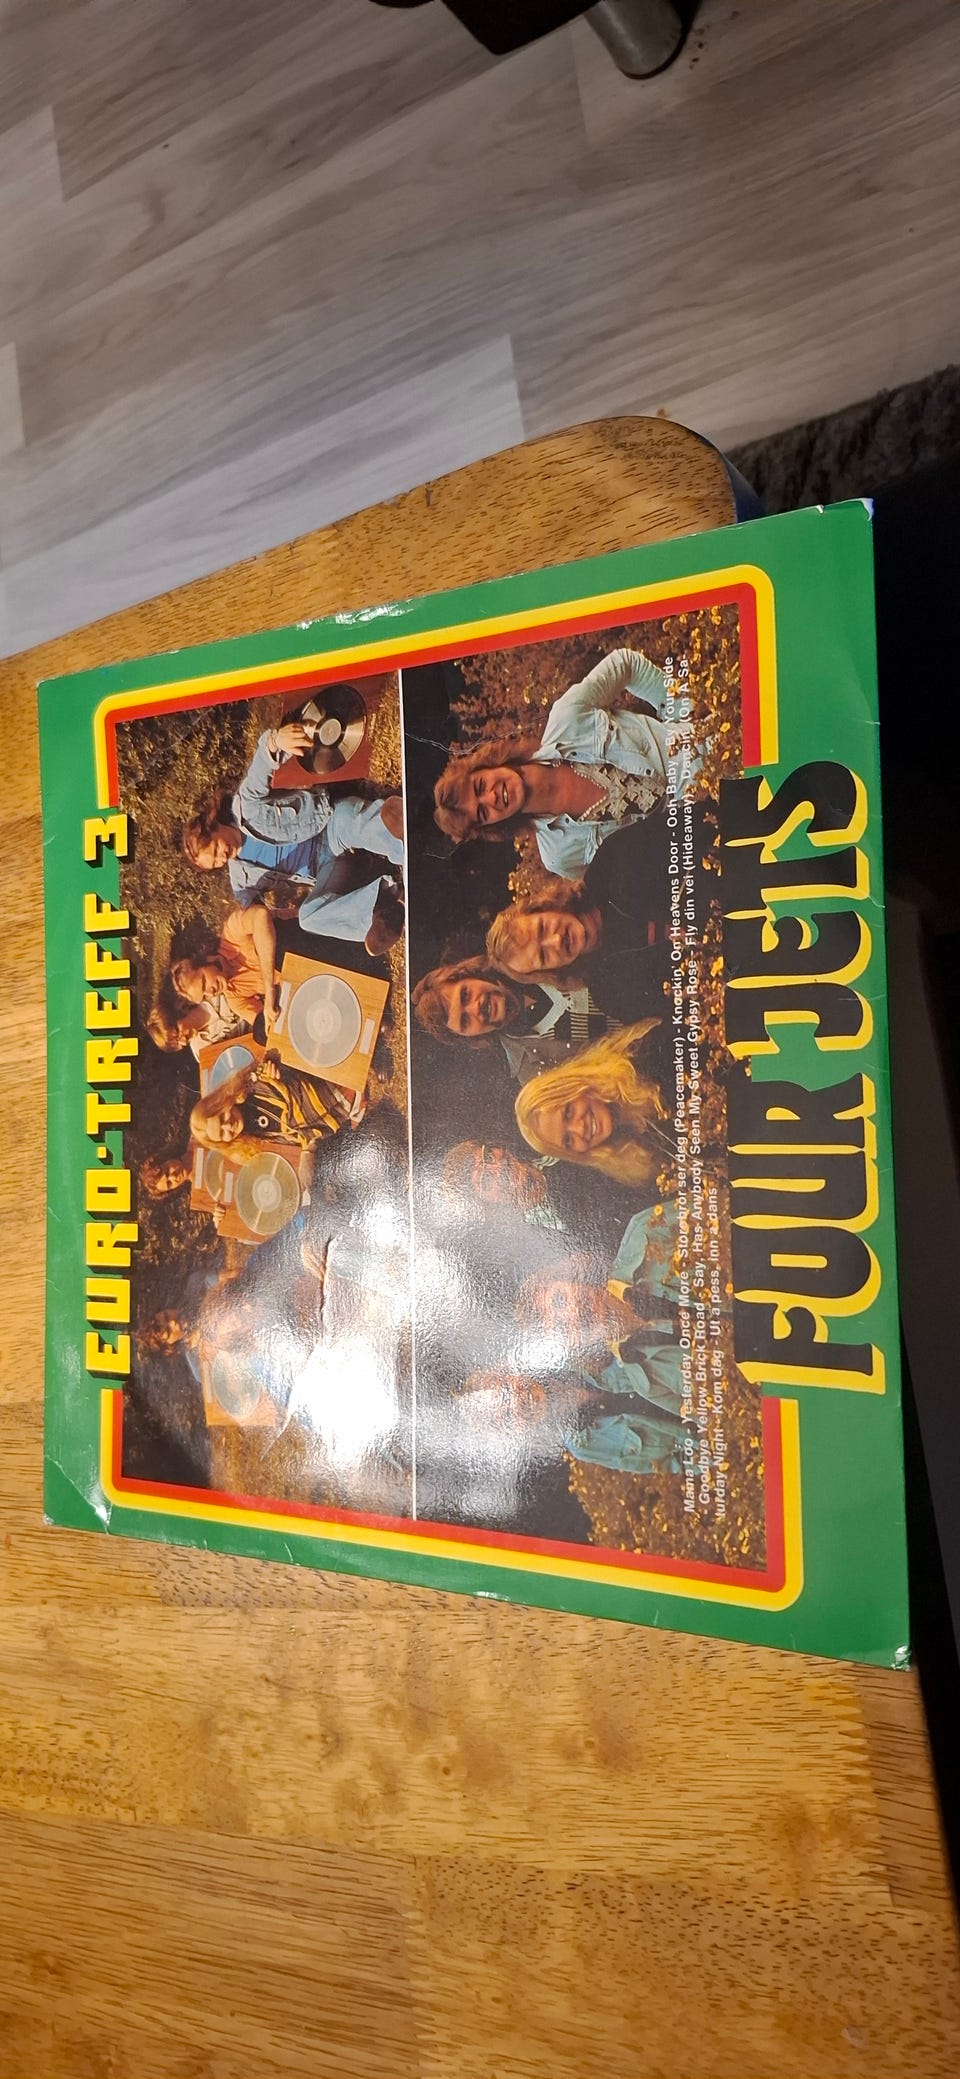 EURO-TREFF 3
Mama Loo - Yesterday Once More - Storebror ser deg (Peacemaker) - Knockin' On Heavens Door - Ooh Baby - By Your Side
Goodbye Yellow Brick Road - Say, Has Anybody Seen My Sweet Gypsy Rose - Fly din vei (Hideaway) - Dancin' (On A Sa-
turday Night - Kom dag - Ut å pess, inn å dans
FOUR JETS